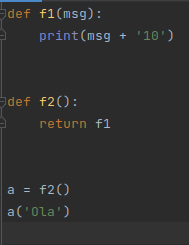 def f1(msg):
    print(msg + '10')
def f2():
    return f1
a = f2()
a('Ola')